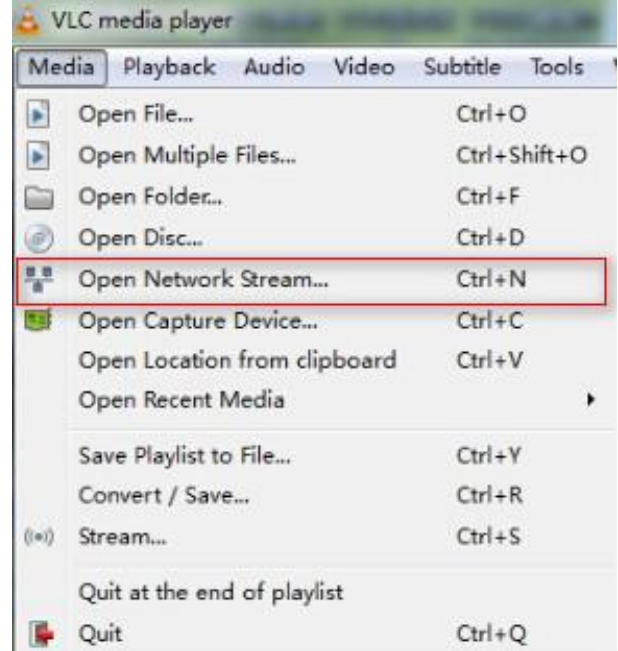 VLC media player
Media Playback Audio Video Subtitle Tools
Open File... Ctrl+O
Open Multiple Files... Ctrl+Shift+O
Open Folder... Ctrl+F
Open Disc... Ctrl+D
Open Network Stream... Ctrl+N
Open Capture Device... Ctrl+C
Open Location from clipboard Ctrl+V
Open Recent Media
Save Playlist to File... Ctrl+Y
Convert / Save... Ctrl+R
Stream... Ctrl+S
Quit at the end of playlist
Quit Ctrl+Q